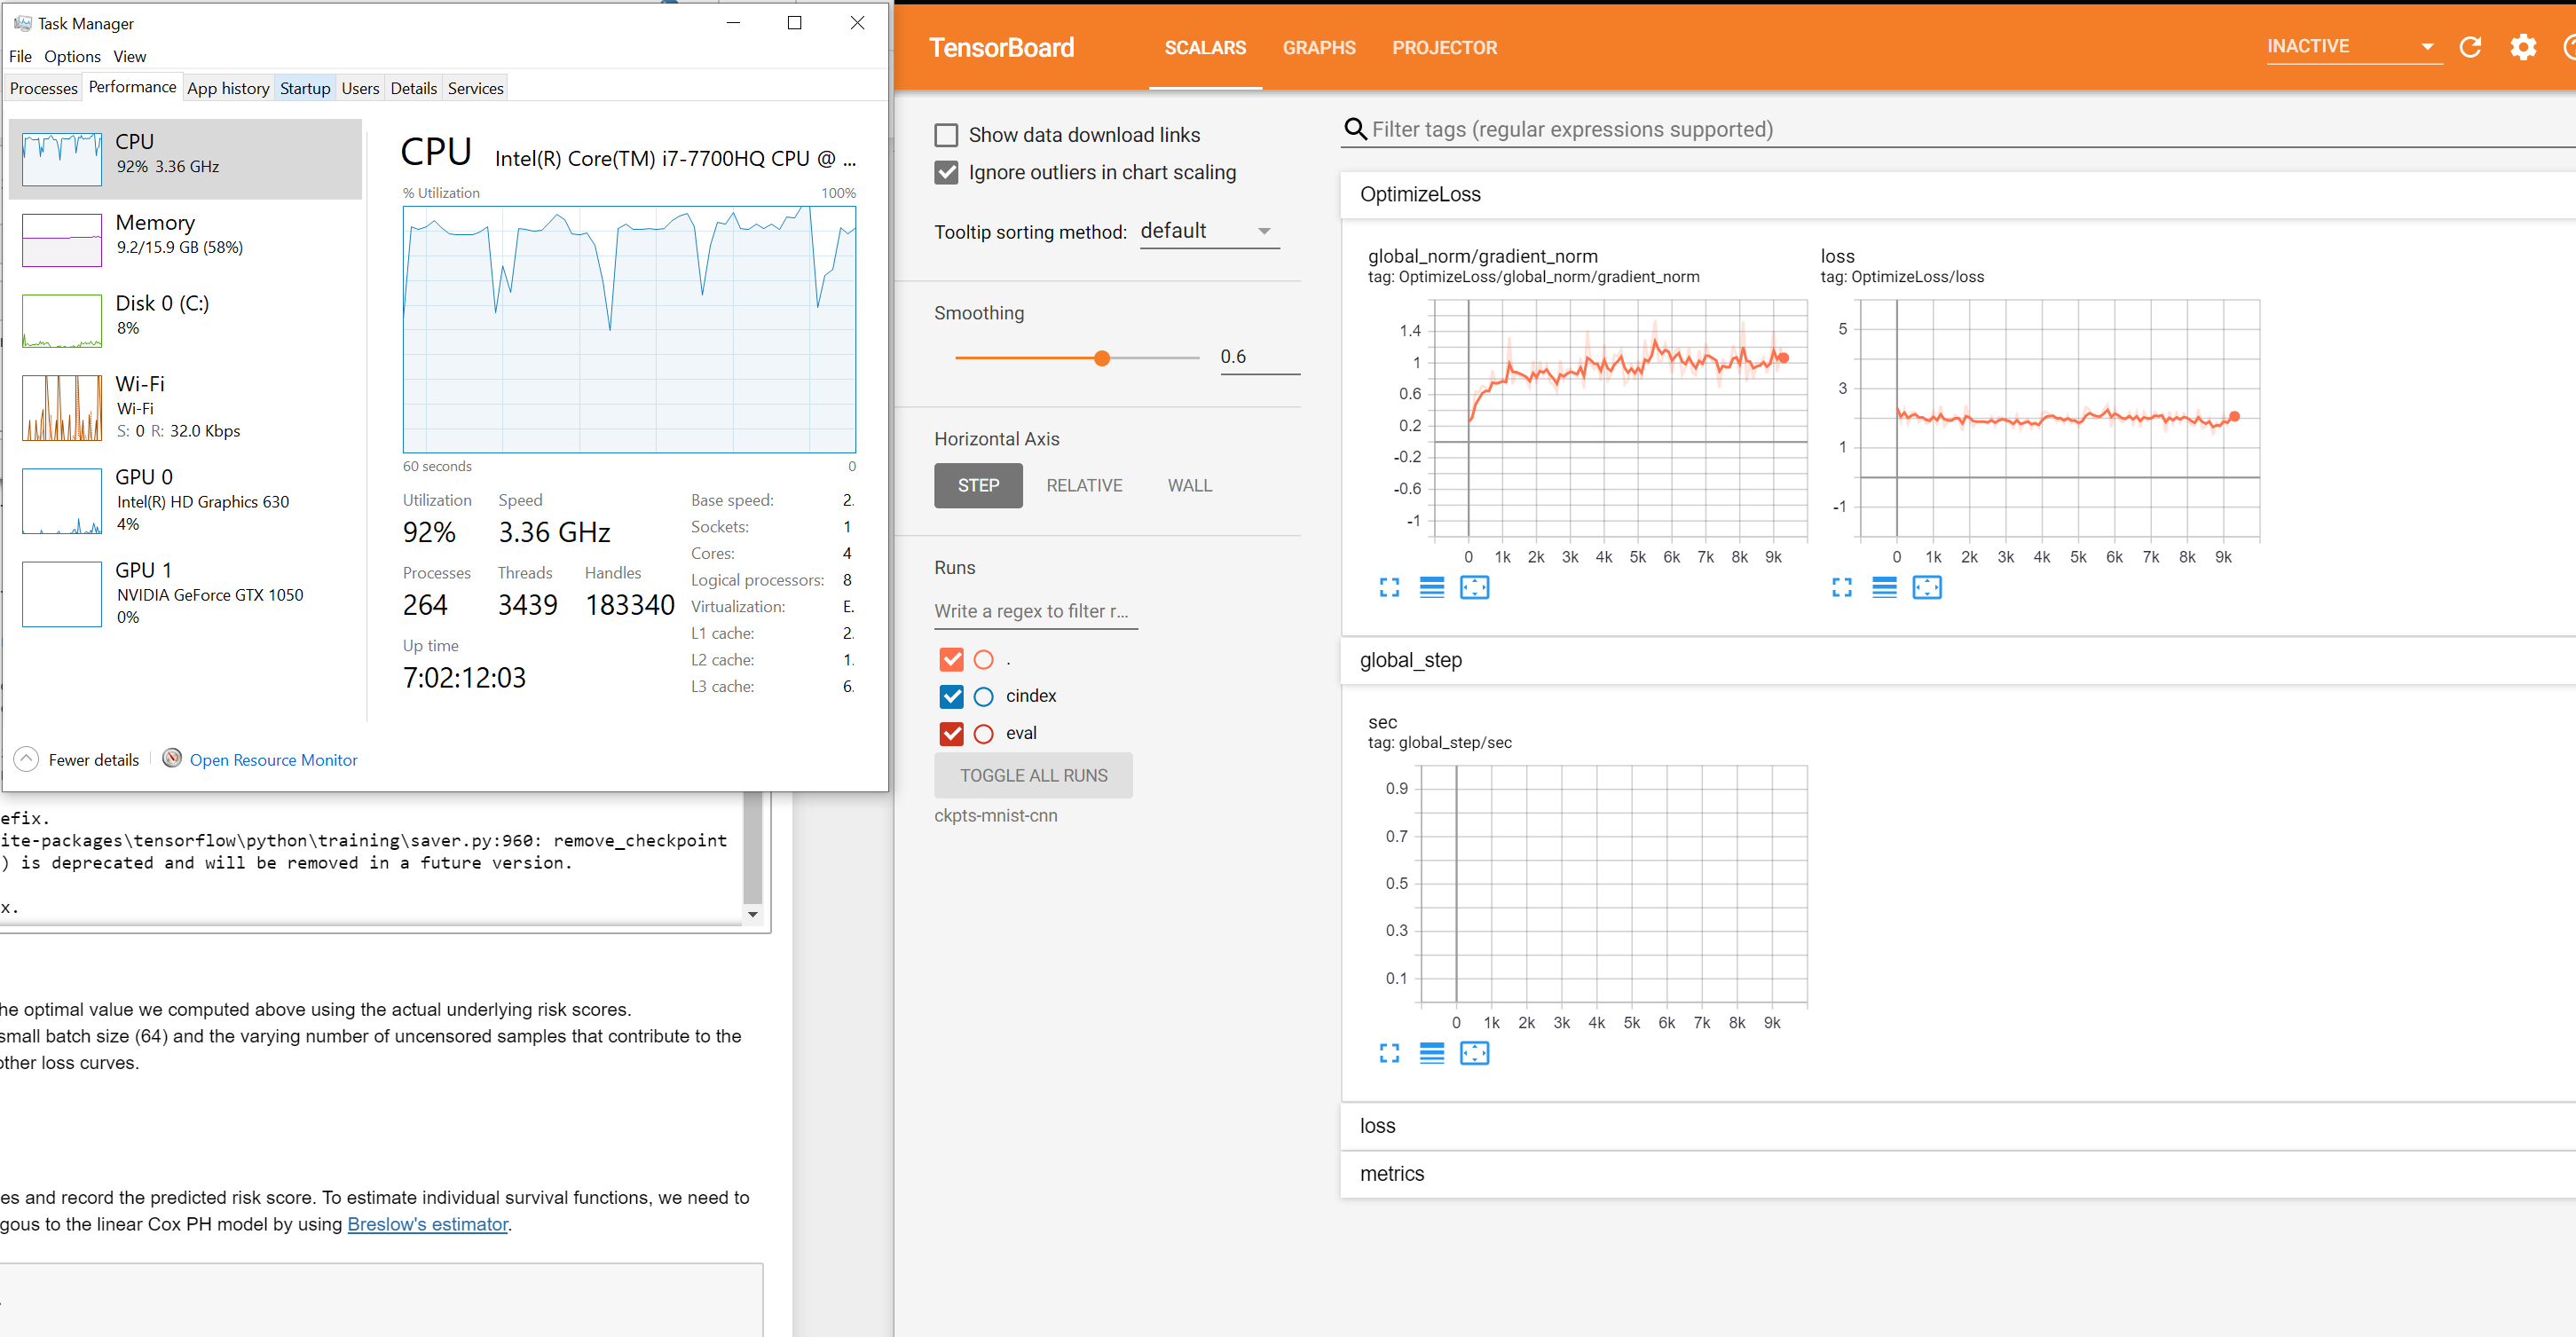 Task Manager
File Options View
Processes Performance App history Startup Users Details Services
CPU
92% 3.36 GHz
Memory
9.2/15.9 GB (58%)
Disk 0 (C:)
8%
Wi-Fi
Wi-Fi
S: 0 R: 32.0 Kbps
GPU 0
Intel(R) HD Graphics 630
4%
GPU 1
NVIDIA GeForce GTX 1050
0%
CPU Intel(R) Core(TM) i7-7700HQ CPU @ ...
% Utilization 100%
60 seconds 0
Utilization Speed
92% 3.36 GHz
Processes Threads Handles
264 3439 183340
Up time
7:02:12:03
Base speed: 2.
Sockets: 1
Cores: 4
Logical processors: 8
Virtualization: E.
L1 cache: 2.
L2 cache: 1.
L3 cache: 6.
Fewer details Open Resource Monitor
efix.
ite-packages\tensorflow\python\training\saver.py:960: remove_checkpoint
) is deprecated and will be removed in a future version.
x.
he optimal value we computed above using the actual underlying risk scores.
small batch size (64) and the varying number of uncensored samples that contribute to the
other loss curves.
es and record the predicted risk score. To estimate individual survival functions, we need to
gous to the linear Cox PH model by using Breslow's estimator.
TensorBoard SCALARS GRAPHS PROJECTOR INACTIVE
Show data download links
Ignore outliers in chart scaling
Tooltip sorting method: default
Smoothing
0.6
Horizontal Axis
STEP RELATIVE WALL
Runs
Write a regex to filter r...
.
cindex
eval
TOGGLE ALL RUNS
ckpts-mnist-cnn
Filter tags (regular expressions supported)
OptimizeLoss
global_norm/gradient_norm
tag: OptimizeLoss/global_norm/gradient_norm
1.4
1
0.6
0.2
-0.2
-0.6
-1
0 1k 2k 3k 4k 5k 6k 7k 8k 9k
loss
tag: OptimizeLoss/loss
5
3
1
-1
0 1k 2k 3k 4k 5k 6k 7k 8k 9k
global_step
sec
tag: global_step/sec
0.9
0.7
0.5
0.3
0.1
0 1k 2k 3k 4k 5k 6k 7k 8k 9k
loss
metrics